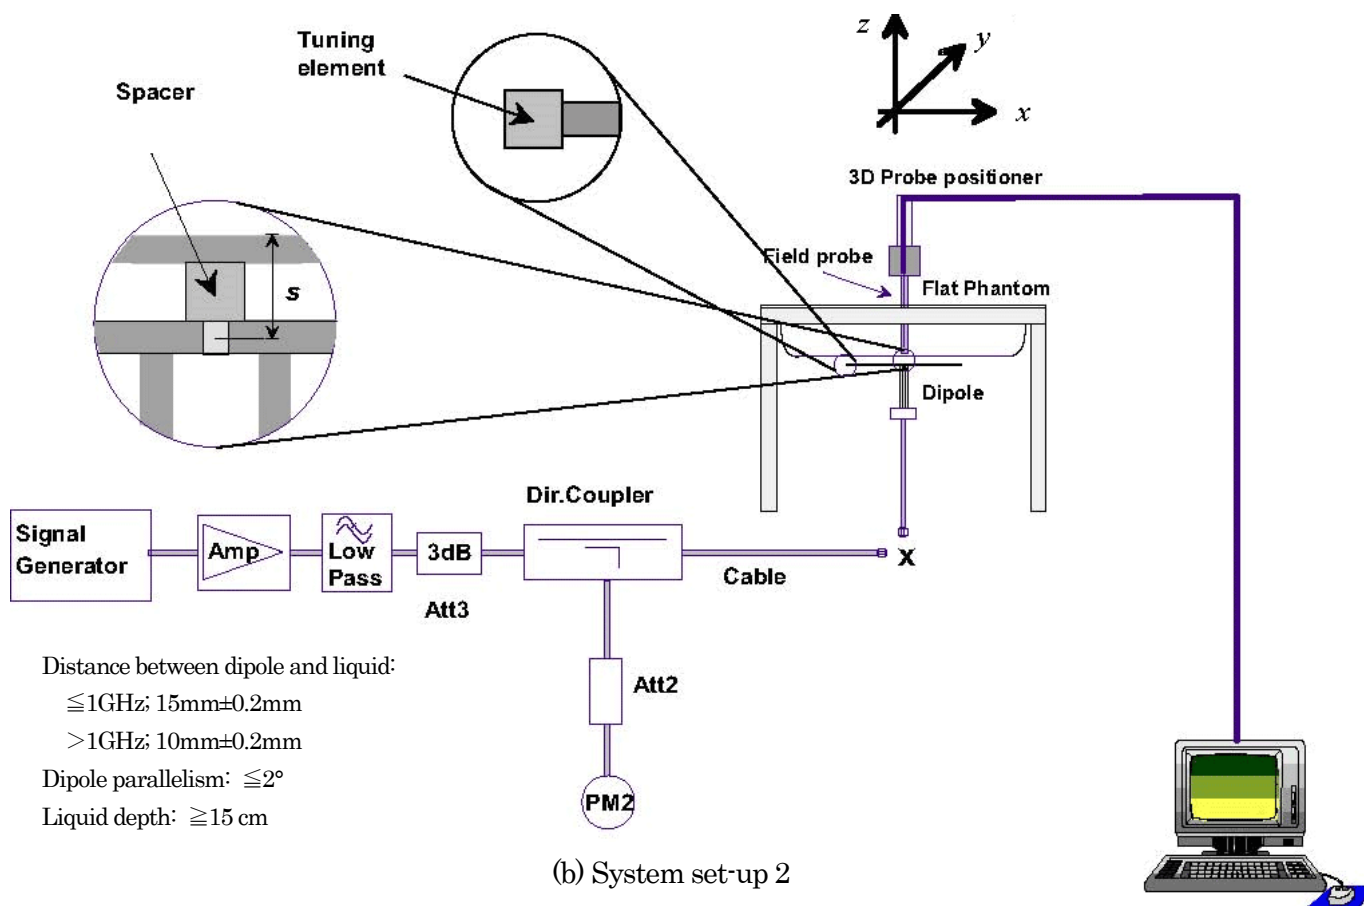 Tuning
element
Spacer
z
y
x
3D Probe positioner
Field probe
Flat Phantom
s
Dipole
Dir.Coupler
Signal
Generator
Amp
Low
Pass
3dB
Att3
Cable
X
Att2
PM2
Distance between dipole and liquid:
≦1GHz; 15mm±0.2mm
＞1GHz; 10mm±0.2mm
Dipole parallelism: ≦2°
Liquid depth: ≧15 cm
(b) System set-up 2